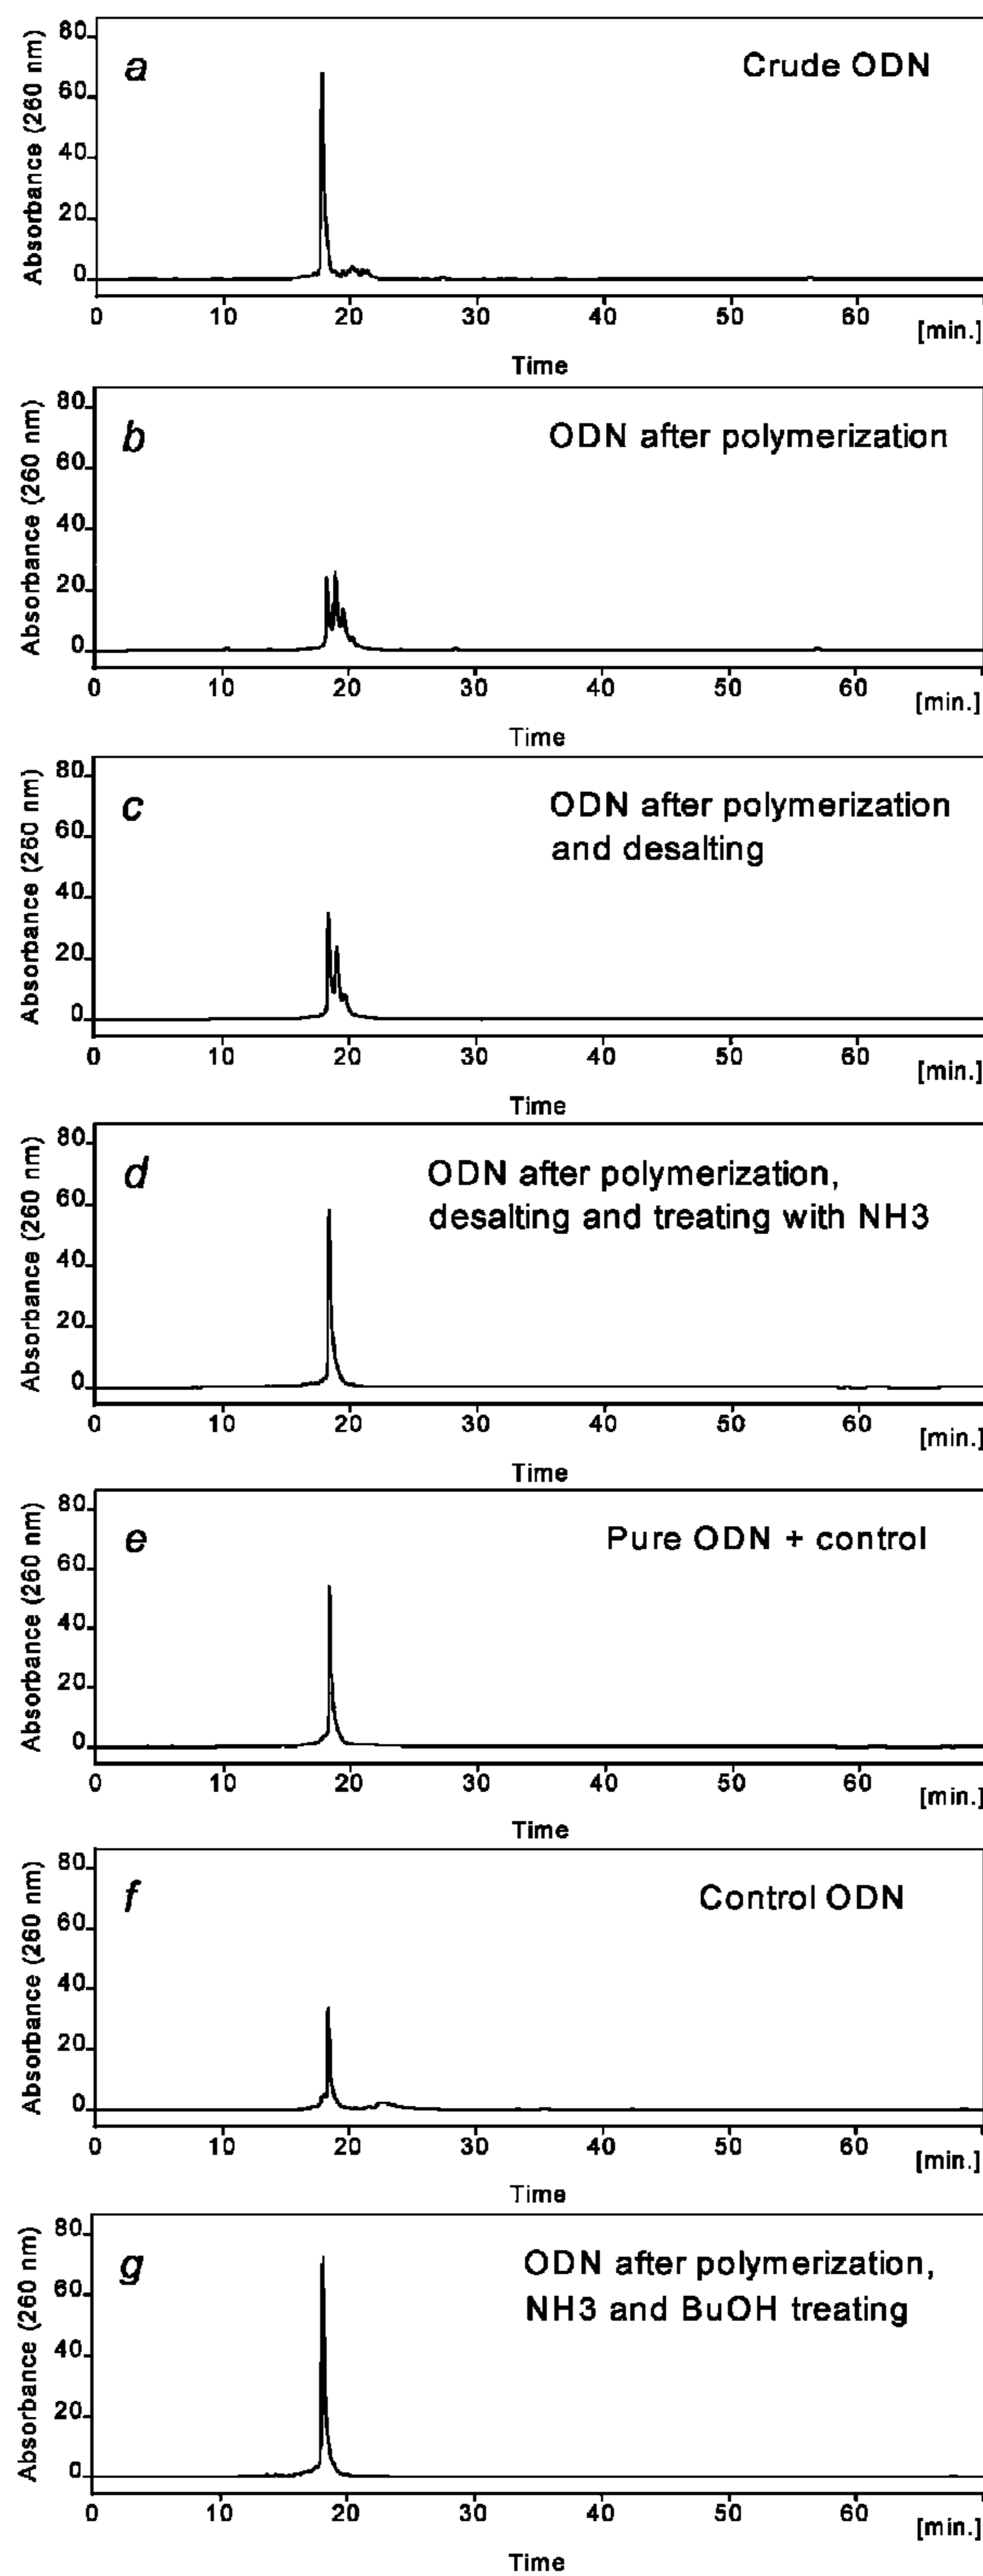 Absorbance (260 nm)
80
60
40
20
0
a
Crude ODN
0 10 20 30 40 50 60
[min.]
Time
Absorbance (260 nm)
80
60
40
20
0
b
ODN after polymerization
0 10 20 30 40 50 60
[min.]
Time
Absorbance (260 nm)
80
60
40
20
0
c
ODN after polymerization
and desalting
0 10 20 30 40 50 60
[min.]
Time
Absorbance (260 nm)
80
60
40
20
0
d
ODN after polymerization,
desalting and treating with NH3
0 10 20 30 40 50 60
[min.]
Time
Absorbance (260 nm)
80
60
40
20
0
e
Pure ODN + control
0 10 20 30 40 50 60
[min.]
Time
Absorbance (260 nm)
80
60
40
20
0
f
Control ODN
0 10 20 30 40 50 60
[min.]
Time
Absorbance (260 nm)
80
60
40
20
0
g
ODN after polymerization,
NH3 and BuOH treating
0 10 20 30 40 50 60
[min.]
Time